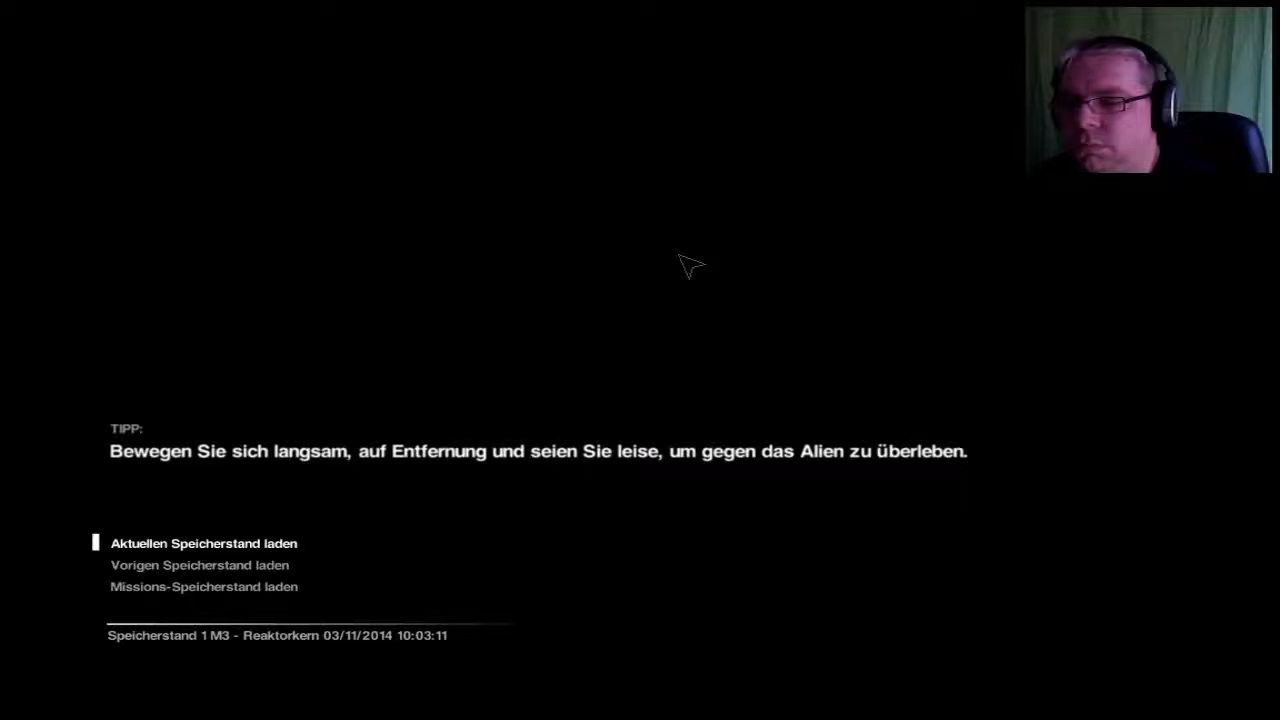 TIPP:
Bewegen Sie sich langsam, auf Entfernung und seien Sie leise, um gegen das Alien zu überleben.
Aktuellen Speicherstand laden
Vorigen Speicherstand laden
Missions-Speicherstand laden
Speicherstand 1 M3 - Reaktorkern 03/11/2014 10:03:11